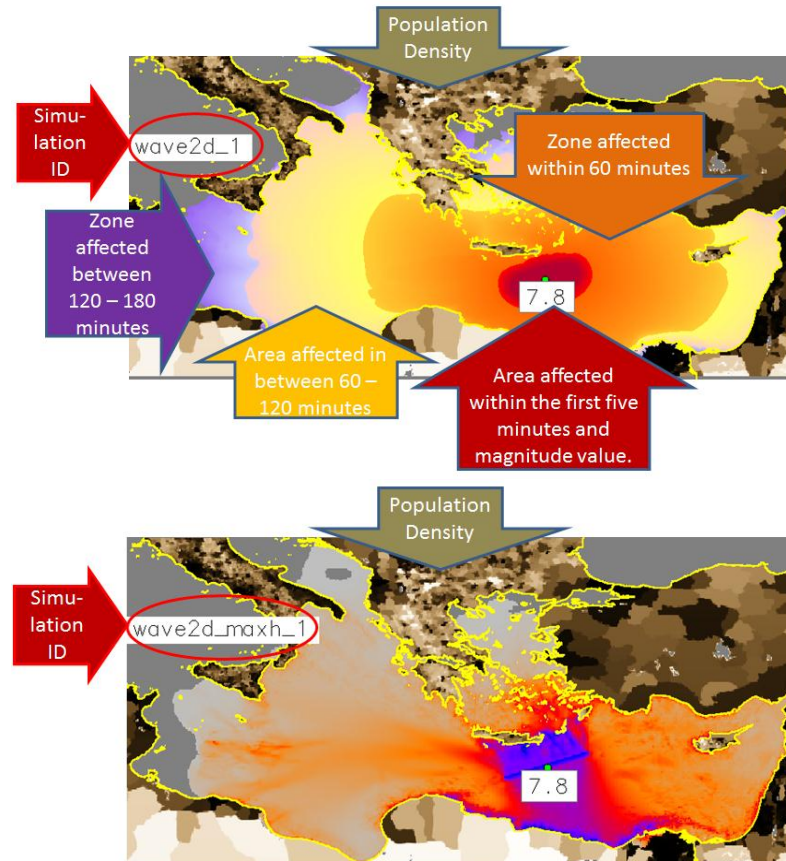 Population
Density
Simu-
lation
ID
wave2d_1
Zone affected
within 60 minutes
Zone
affected
between
120 – 180
minutes
7.8
Area affected in
between 60 –
120 minutes
Area affected
within the first five
minutes and
magnitude value.
Population
Density
Simu-
lation
ID
wave2d_maxh_1
7.8